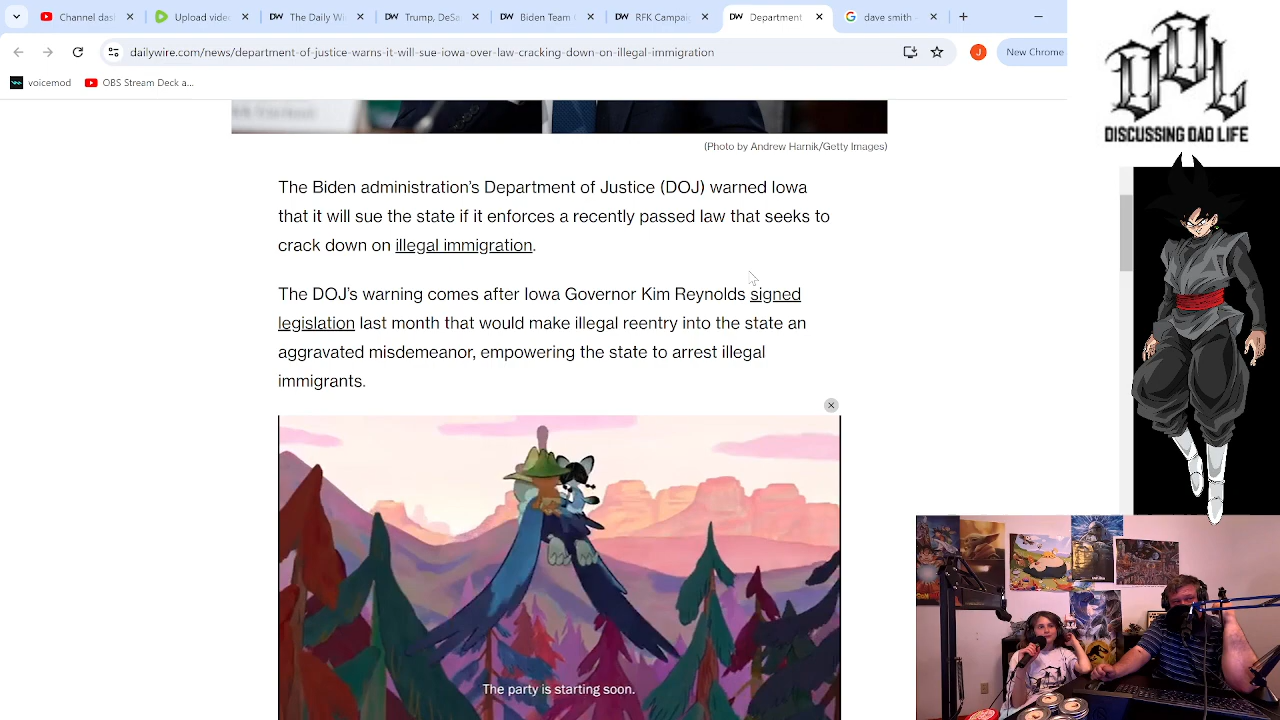 Channel das
Upload vide
The Daily Wi
Trump, DeSa
Biden Team
RFK Campai
Department
dave smith
dailywire.com/news/department-of-justice-warns-it-will-sue-iowa-over-law-cracking-down-on-illegal-immigration
J
New Chrome
voicemod
OBS Stream Deck a...
DDL
DISCUSSING DAD LIFE
(Photo by Andrew Harnik/Getty Images)
The Biden administration's Department of Justice (DOJ) warned Iowa
that it will sue the state if it enforces a recently passed law that seeks to
crack down on illegal immigration.
The DOJ's warning comes after Iowa Governor Kim Reynolds signed
legislation last month that would make illegal reentry into the state an
aggravated misdemeanor, empowering the state to arrest illegal
immigrants.
The party is starting soon.